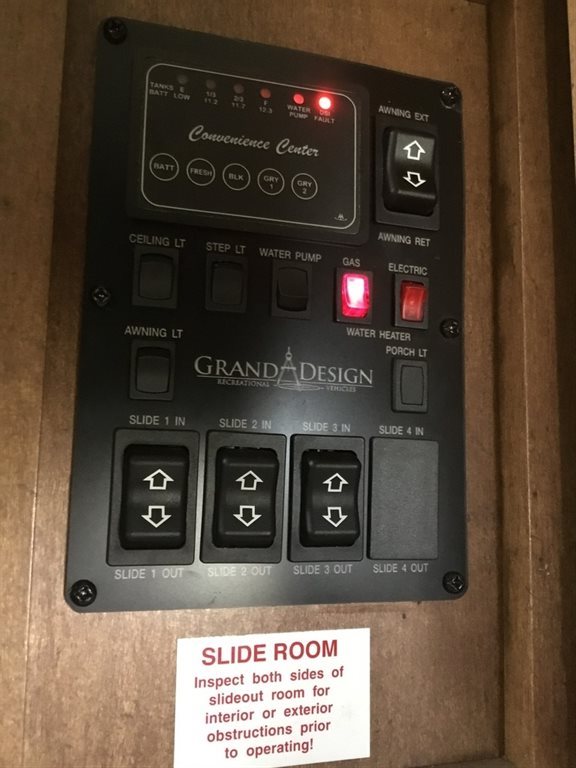 TANKS E 1/3 2/3 F WATER DSI
BATT LOW 11.2 11.7 12.3 PUMP FAULT
AWNING EXT
Convenience Center
BATT FRESH BLK GRY 1 GRY 2
AWNING RET
CEILING LT STEP LT WATER PUMP GAS ELECTRIC
WATER HEATER
AWNING LT PORCH LT
GRAND DESIGN
RECREATIONAL VEHICLES
SLIDE 1 IN SLIDE 2 IN SLIDE 3 IN SLIDE 4 IN
SLIDE 1 OUT SLIDE 2 OUT SLIDE 3 OUT SLIDE 4 OUT
SLIDE ROOM
Inspect both sides of
slideout room for
interior or exterior
obstructions prior
to operating!